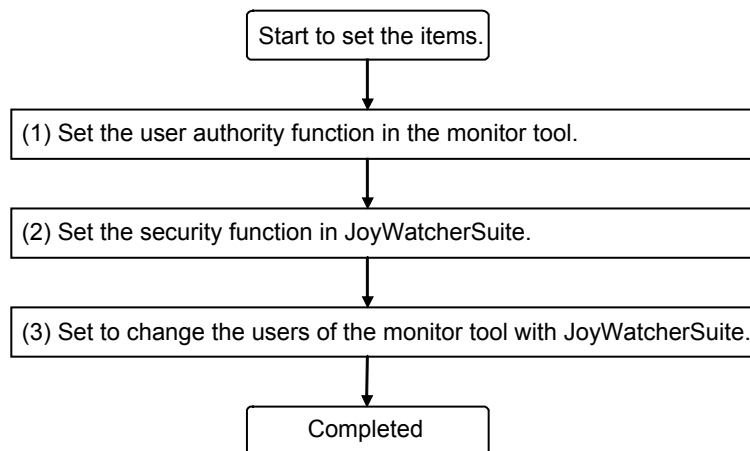 Start to set the items.
(1) Set the user authority function in the monitor tool.
(2) Set the security function in JoyWatcherSuite.
(3) Set to change the users of the monitor tool with JoyWatcherSuite.
Completed